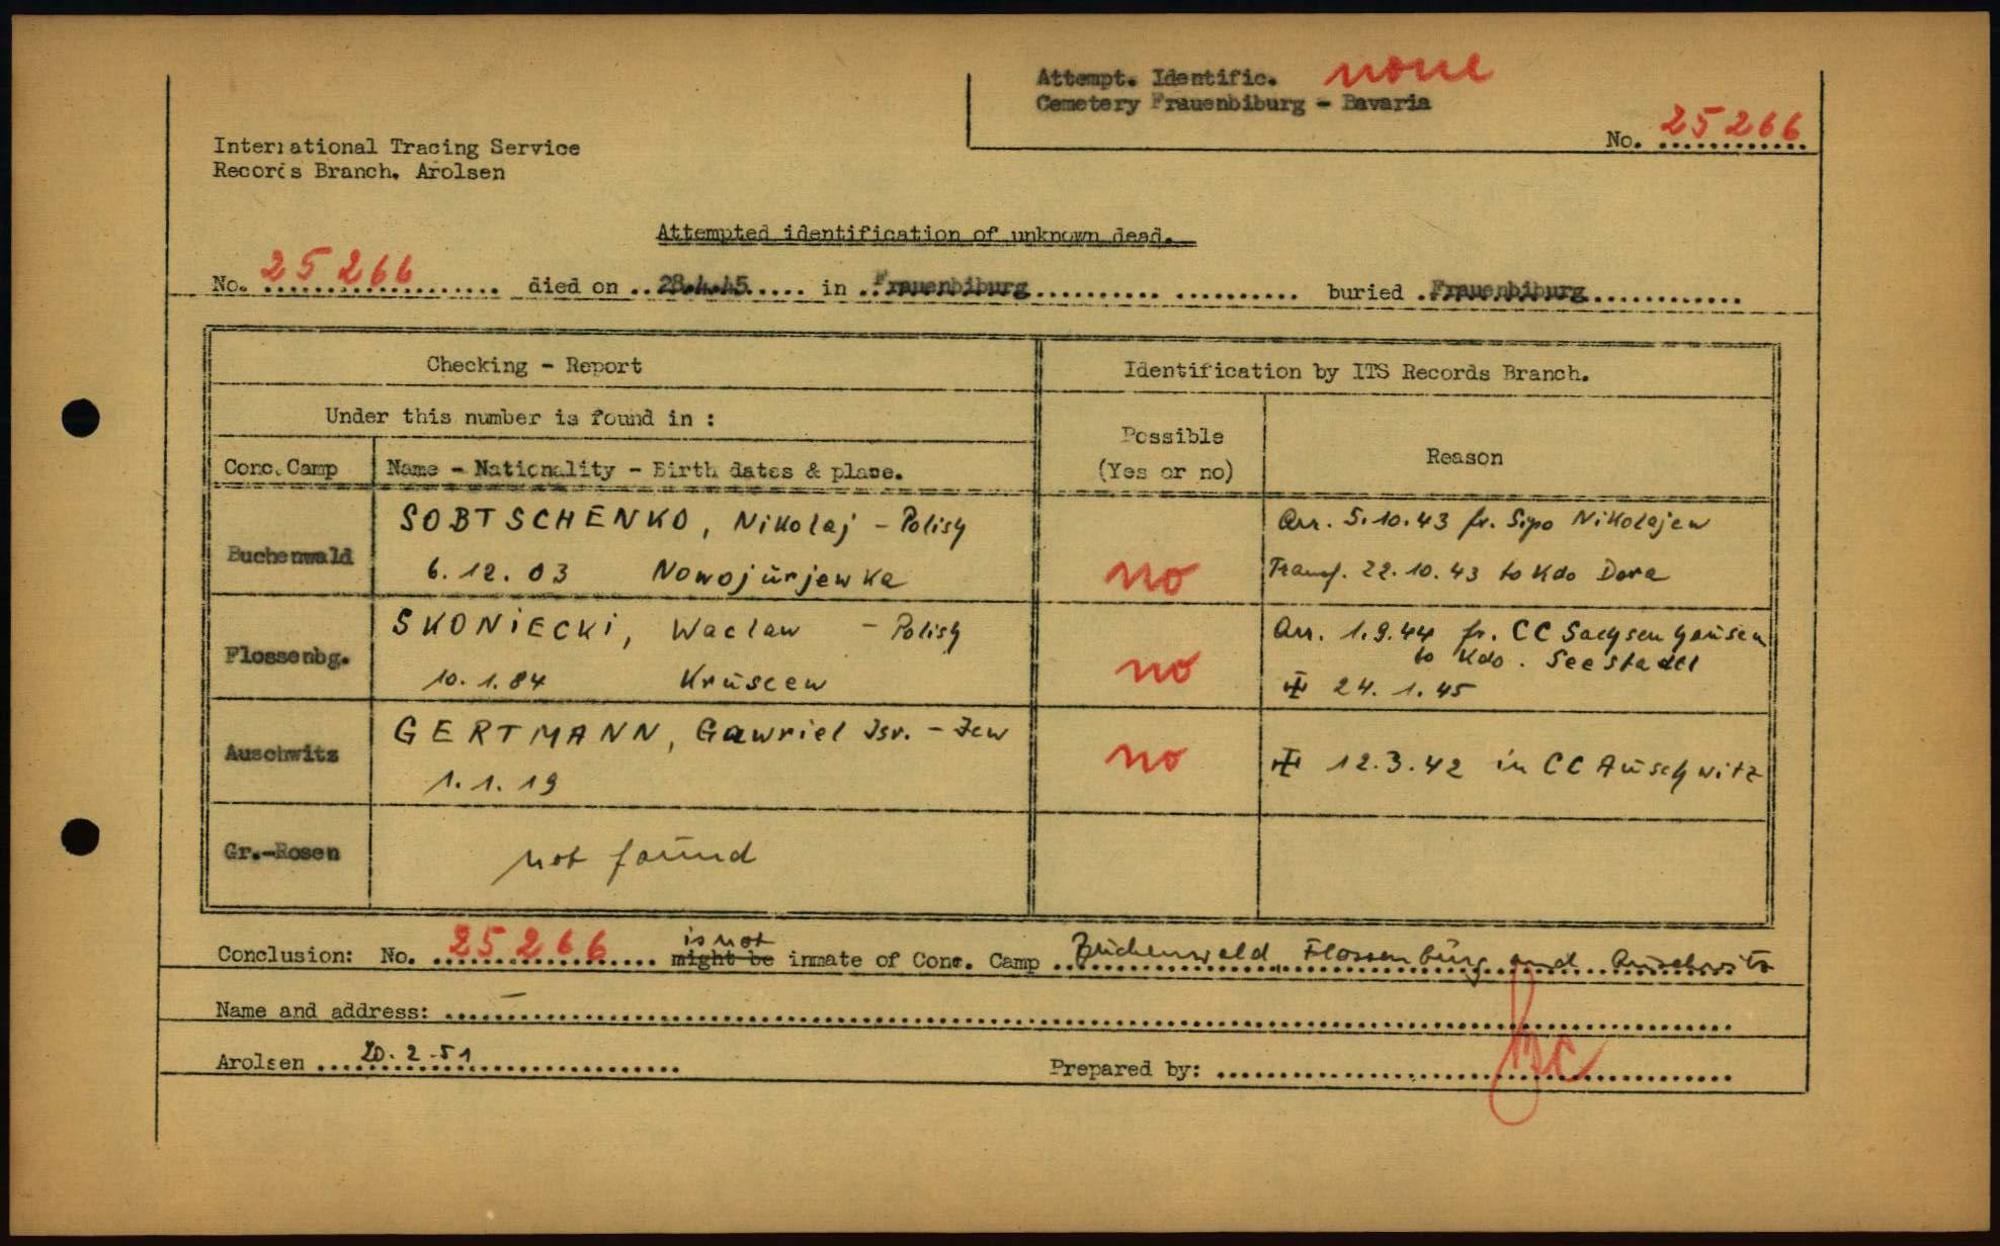 Attempt. Identific. none
Cemetery Frauenbiburg - Bavaria
No. 25266
International Tracing Service
Records Branch. Arolsen
Attempted identification of unknown dead.
No. 25266 died on 28.4.45 in Frauenbiburg buried Frauenbiburg
Checking - Report
Identification by ITS Records Branch.
Under this number is found in :
Possible
(Yes or no)
Reason
Conc. Camp
Name - Nationality - Birth dates & place.
Buchenwald
SOBTSCHENKO, Nikolaj - Polish
6.12.03 Nowojurjewka
no
Arr. 5.10.43 fr. Sipo Nikolajew
Transf. 22.10.43 to Kdo Dora
Flossenbg.
SKONIECKI, Waclaw - Polish
10.1.84 Kruscew
no
Arr. 1.9.44 fr. CC Sachsenhausen
to Kdo. Seestadtl
24.1.45
Auschwitz
GERTMANN, Gawriel Isr. - Jew
1.1.19
no
12.3.42 in CC Auschwitz
Gr.-Rosen
not found
is not
Conclusion: No. 25266 might be inmate of Conc. Camp Buchenwald, Flossenbürg and Auschwitz
Name and address: -
Arolsen 20.2.51
Prepared by: